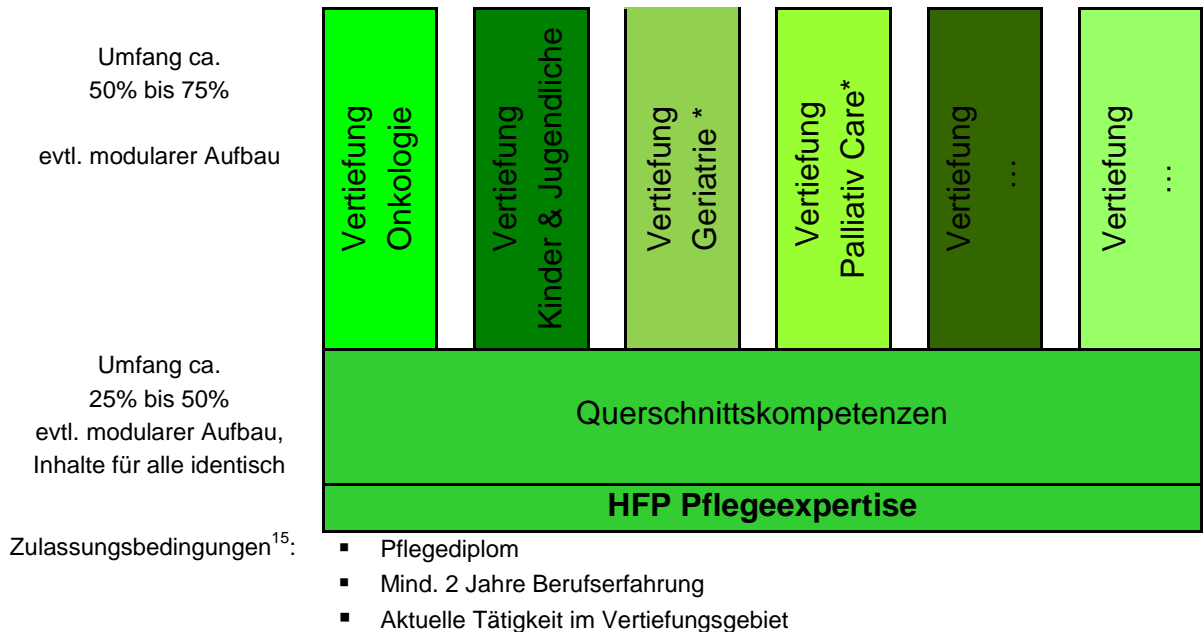 Umfang ca.
50% bis 75%
evtl. modularer Aufbau
Vertiefung
Onkologie
Vertiefung
Kinder & Jugendliche
Vertiefung
Geriatrie *
Vertiefung
Palliativ Care*
Vertiefung
...
Vertiefung
...
Umfang ca.
25% bis 50%
evtl. modularer Aufbau,
Inhalte für alle identisch
Querschnittskompetenzen
HFP Pflegeexpertise
Zulassungsbedingungen15:
▪ Pflegediplom
▪ Mind. 2 Jahre Berufserfahrung
▪ Aktuelle Tätigkeit im Vertiefungsgebiet